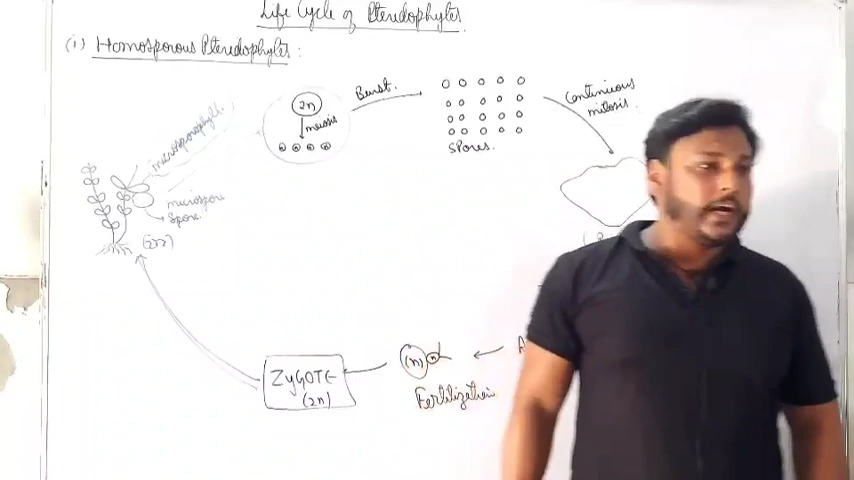 Life Cycle of Pteridophytes.
(i) Homosporous Pteridophytes :
2n
meiosis
Burst.
Spores.
Continuous
mitosis.
microsporophyll.
microspore
Spore.
(2n)
(n) n
Fertilization
ZYGOTE
(2n)